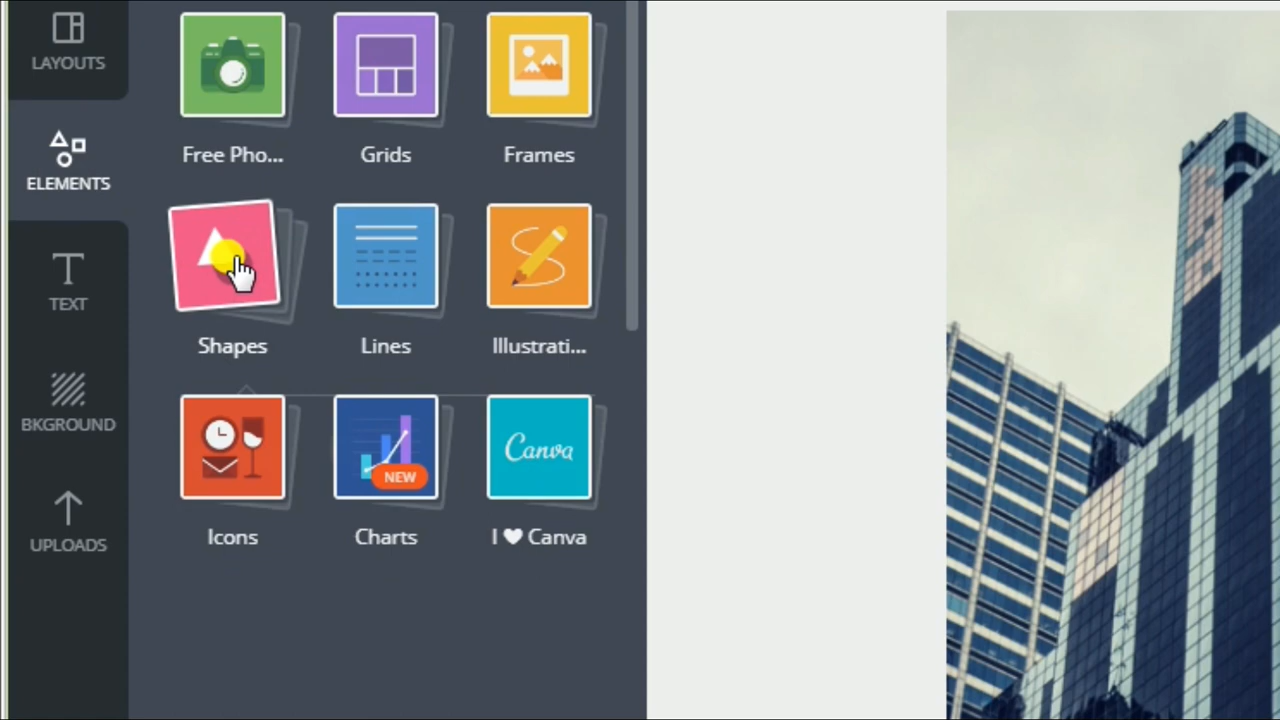 LAYOUTS
ELEMENTS
TEXT
BKGROUND
UPLOADS
Free Pho...
Grids
Frames
Shapes
Lines
Illustrati...
NEW
Canva
Icons
Charts
I ♥ Canva